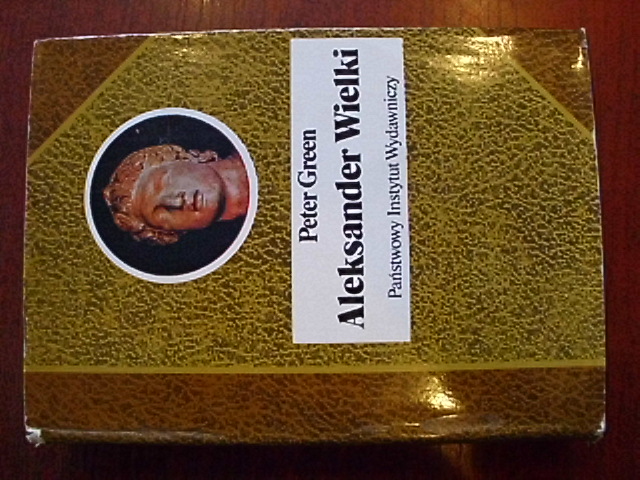 Peter Green
Aleksander Wielki
Państwowy Instytut Wydawniczy